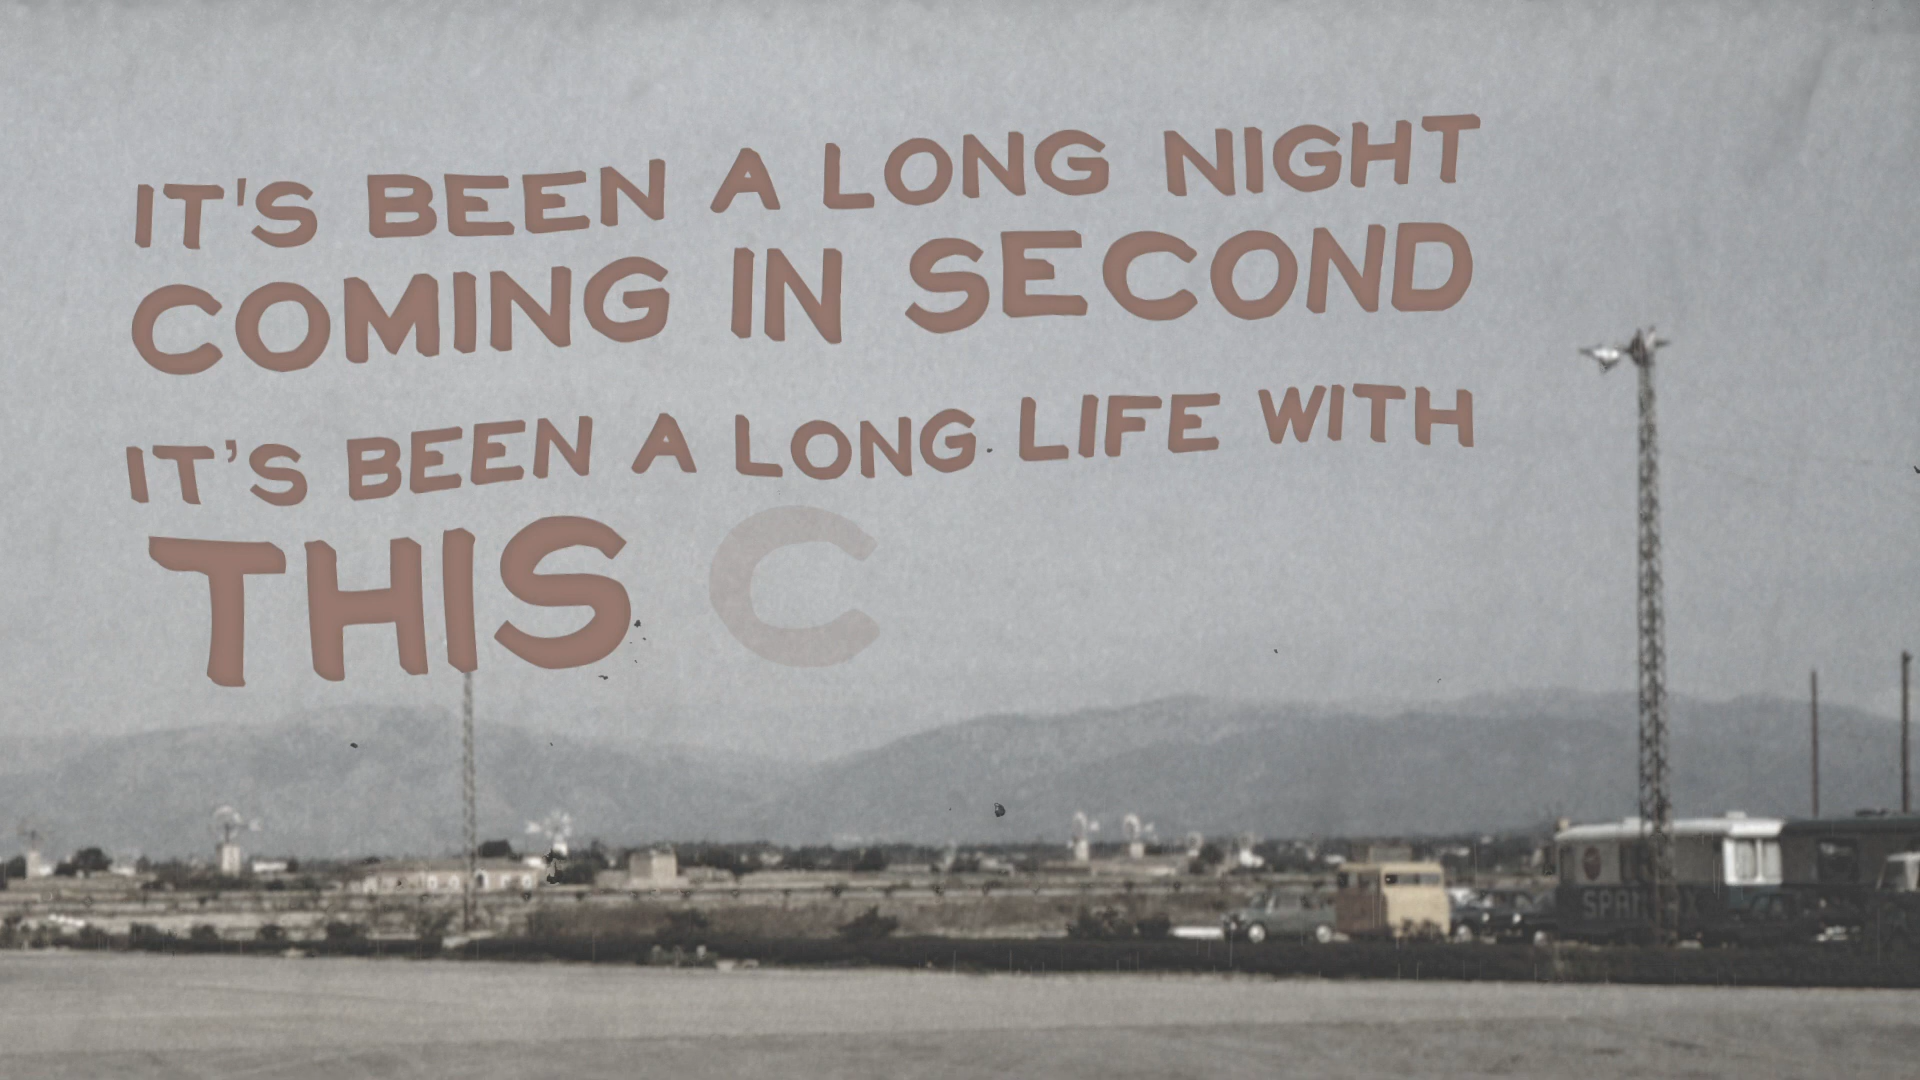 IT'S BEEN A LONG NIGHT
COMING IN SECOND
IT'S BEEN A LONG LIFE WITH
THIS C